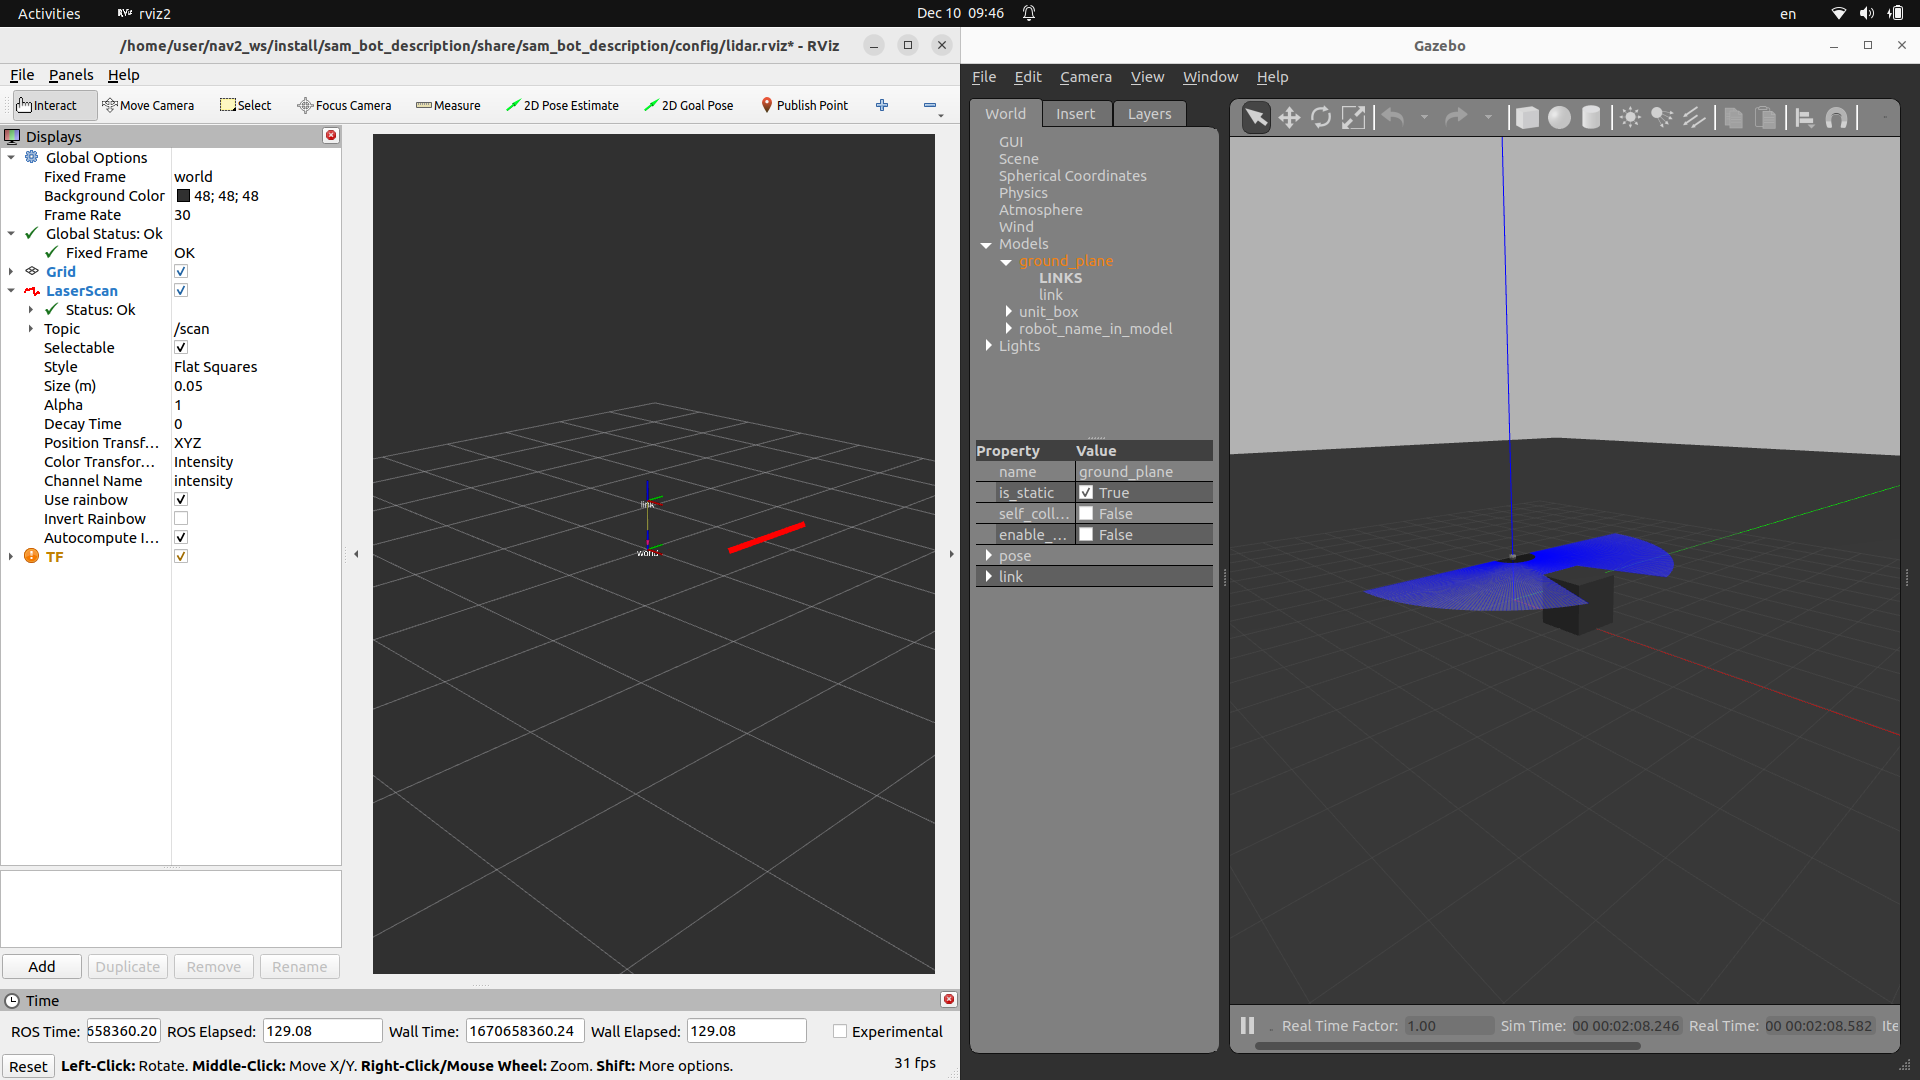 Activities
rviz2
Dec 10 09:46
en
/home/user/nav2_ws/install/sam_bot_description/share/sam_bot_description/config/lidar.rviz* - RViz
File Panels Help
Interact Move Camera Select Focus Camera Measure 2D Pose Estimate 2D Goal Pose Publish Point
Displays
Global Options
Fixed Frame world
Background Color 48; 48; 48
Frame Rate 30
Global Status: Ok
Fixed Frame OK
Grid
LaserScan
Status: Ok
Topic /scan
Selectable
Style Flat Squares
Size (m) 0.05
Alpha 1
Decay Time 0
Position Transf... XYZ
Color Transfor... Intensity
Channel Name intensity
Use rainbow
Invert Rainbow
Autocompute I...
TF
link
world
Add Duplicate Remove Rename
Time
ROS Time: 658360.20 ROS Elapsed: 129.08 Wall Time: 1670658360.24 Wall Elapsed: 129.08 Experimental
Reset Left-Click: Rotate. Middle-Click: Move X/Y. Right-Click/Mouse Wheel: Zoom. Shift: More options. 31 fps
Gazebo
File Edit Camera View Window Help
World Insert Layers
GUI
Scene
Spherical Coordinates
Physics
Atmosphere
Wind
Models
ground_plane
LINKS
link
unit_box
robot_name_in_model
Lights
Property Value
name ground_plane
is_static True
self_coll... False
enable_... False
pose
link
Real Time Factor: 1.00 Sim Time: 00 00:02:08.246 Real Time: 00 00:02:08.582 Ite